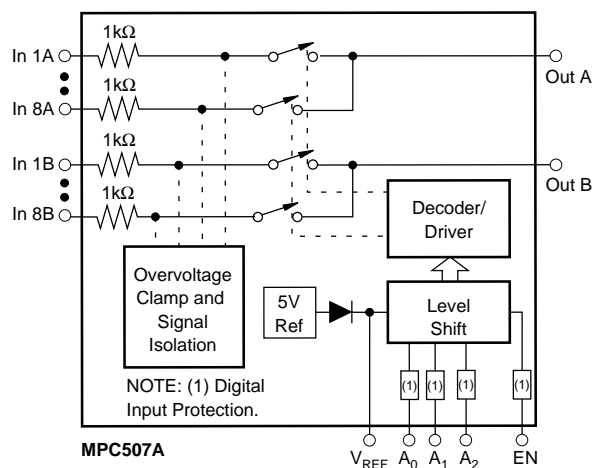 1kΩ
In 1A
Out A
1kΩ
In 8A
1kΩ
In 1B
Out B
1kΩ
In 8B
Decoder/
Driver
Overvoltage
Clamp and
Signal
Isolation
5V
Ref
Level
Shift
NOTE: (1) Digital
Input Protection.
(1) (1) (1) (1)
MPC507A
VREF A0 A1 A2 EN